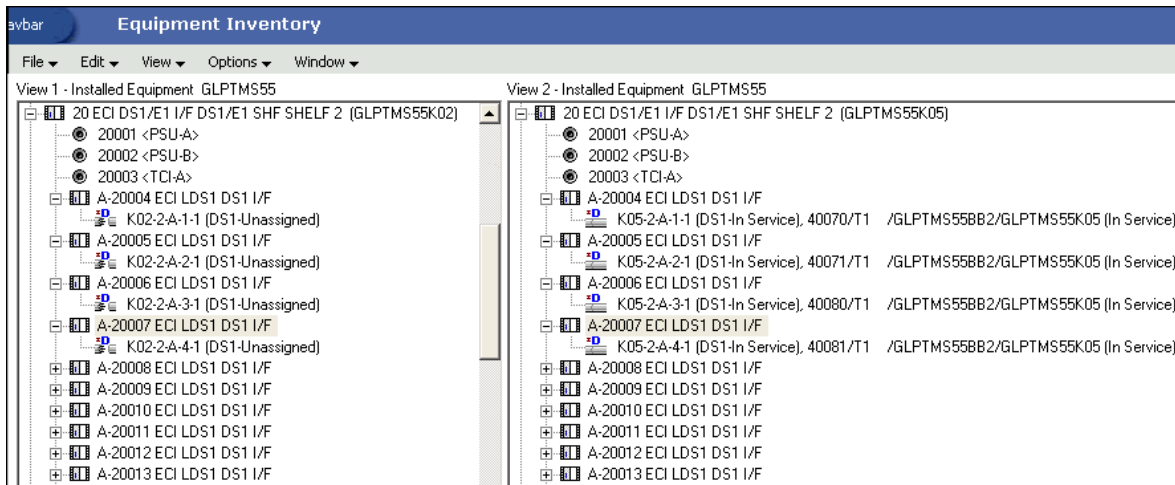 avbar Equipment Inventory
File Edit View Options Window
View 1 - Installed Equipment GLPTMS55
20 ECI DS1/E1 I/F DS1/E1 SHF SHELF 2 (GLPTMS55K02)
20001 <PSU-A>
20002 <PSU-B>
20003 <TCI-A>
A-20004 ECI LDS1 DS1 I/F
K02-2-A-1-1 (DS1-Unassigned)
A-20005 ECI LDS1 DS1 I/F
K02-2-A-2-1 (DS1-Unassigned)
A-20006 ECI LDS1 DS1 I/F
K02-2-A-3-1 (DS1-Unassigned)
A-20007 ECI LDS1 DS1 I/F
K02-2-A-4-1 (DS1-Unassigned)
A-20008 ECI LDS1 DS1 I/F
A-20009 ECI LDS1 DS1 I/F
A-20010 ECI LDS1 DS1 I/F
A-20011 ECI LDS1 DS1 I/F
A-20012 ECI LDS1 DS1 I/F
A-20013 ECI LDS1 DS1 I/F
View 2 - Installed Equipment GLPTMS55
20 ECI DS1/E1 I/F DS1/E1 SHF SHELF 2 (GLPTMS55K05)
20001 <PSU-A>
20002 <PSU-B>
20003 <TCI-A>
A-20004 ECI LDS1 DS1 I/F
K05-2-A-1-1 (DS1-In Service), 40070/T1 /GLPTMS55BB2/GLPTMS55K05 (In Service)
A-20005 ECI LDS1 DS1 I/F
K05-2-A-2-1 (DS1-In Service), 40071/T1 /GLPTMS55BB2/GLPTMS55K05 (In Service)
A-20006 ECI LDS1 DS1 I/F
K05-2-A-3-1 (DS1-In Service), 40080/T1 /GLPTMS55BB2/GLPTMS55K05 (In Service)
A-20007 ECI LDS1 DS1 I/F
K05-2-A-4-1 (DS1-In Service), 40081/T1 /GLPTMS55BB2/GLPTMS55K05 (In Service)
A-20008 ECI LDS1 DS1 I/F
A-20009 ECI LDS1 DS1 I/F
A-20010 ECI LDS1 DS1 I/F
A-20011 ECI LDS1 DS1 I/F
A-20012 ECI LDS1 DS1 I/F
A-20013 ECI LDS1 DS1 I/F